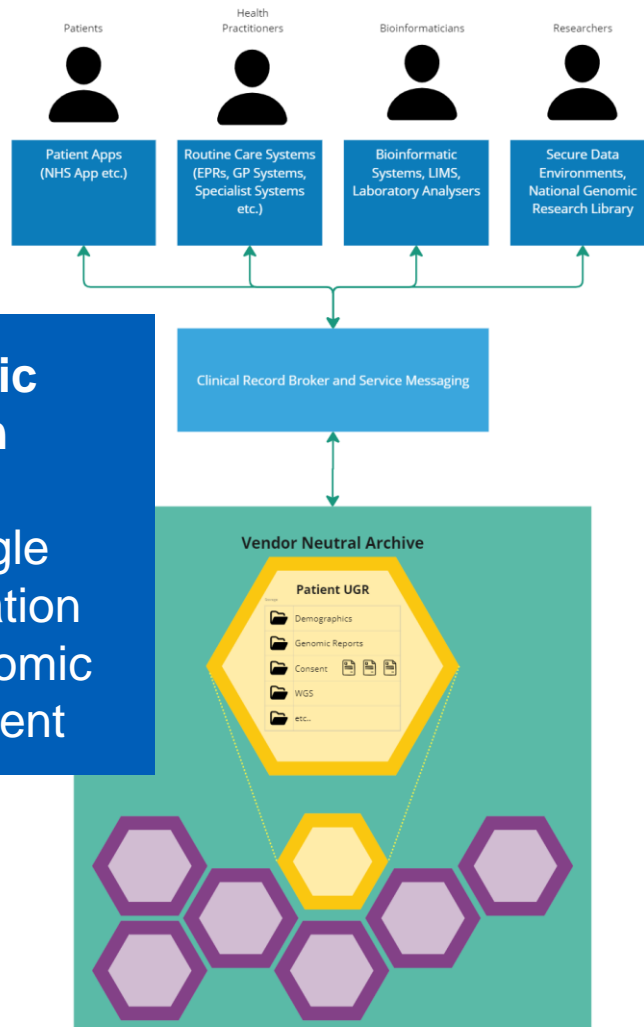 Patients
Health
Practitioners
Bioinformaticians
Researchers
Patient Apps
(NHS App etc.)
Routine Care Systems
(EPRs, GP Systems,
Specialist Systems
etc.)
Bioinformatic
Systems, LIMS,
Laboratory Analysers
Secure Data
Environments,
National Genomic
Research Library
Clinical Record Broker and Service Messaging
ic
n
gle
ation
omic
ent
Vendor Neutral Archive
Patient UGR
Demographics
Genomic Reports
Consent
WGS
etc..